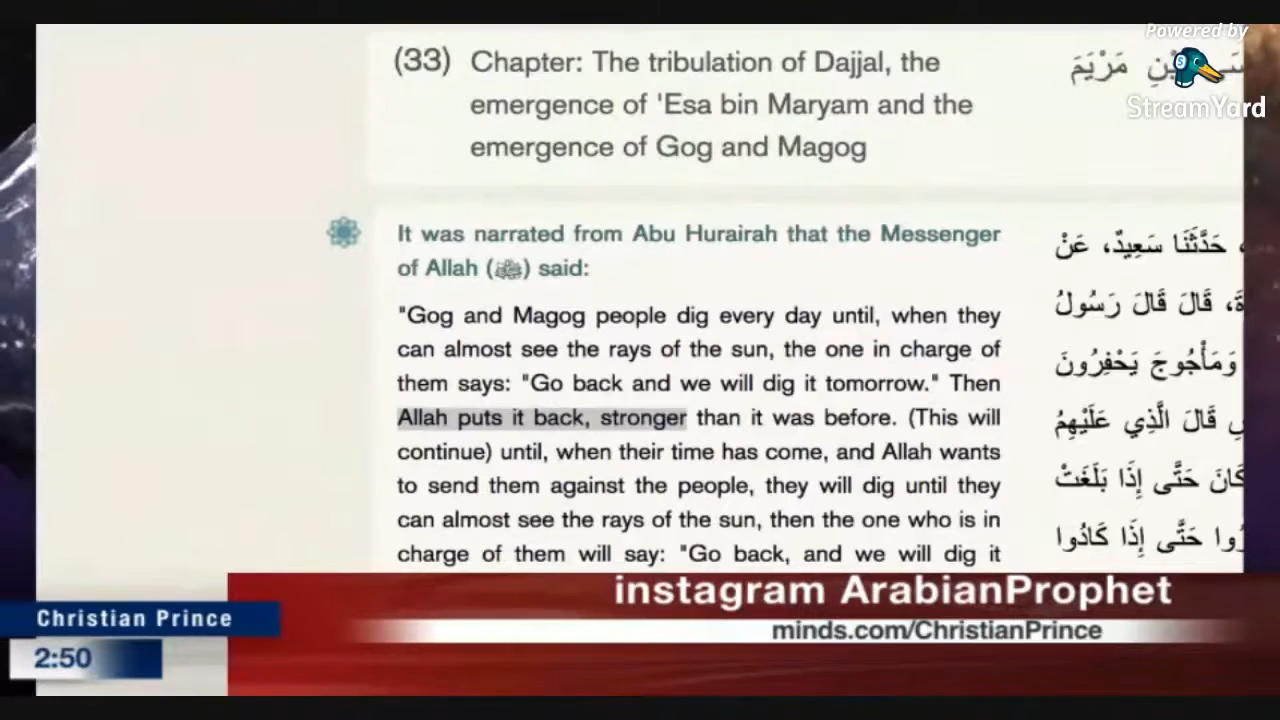 Powered by
StreamYard
(33) Chapter: The tribulation of Dajjal, the
emergence of 'Esa bin Maryam and the
emergence of Gog and Magog
بْنِ مَرْيَمَ
It was narrated from Abu Hurairah that the Messenger
of Allah (ﷺ) said:
"Gog and Magog people dig every day until, when they
can almost see the rays of the sun, the one in charge of
them says: "Go back and we will dig it tomorrow." Then
Allah puts it back, stronger than it was before. (This will
continue) until, when their time has come, and Allah wants
to send them against the people, they will dig until they
can almost see the rays of the sun, then the one who is in
charge of them will say: "Go back, and we will dig it
حَدَّثَنَا سَعِيدٌ، عَنْ
قَالَ قَالَ رَسُولُ
وَمَأْجُوجَ يَحْفِرُونَ
قَالَ الَّذِي عَلَيْهِمُ
كَانَ حَتَّى إِذَا بَلَغَتْ
حَتَّى إِذَا كَادُوا
instagram ArabianProphet
minds.com/ChristianPrince
Christian Prince
2:50